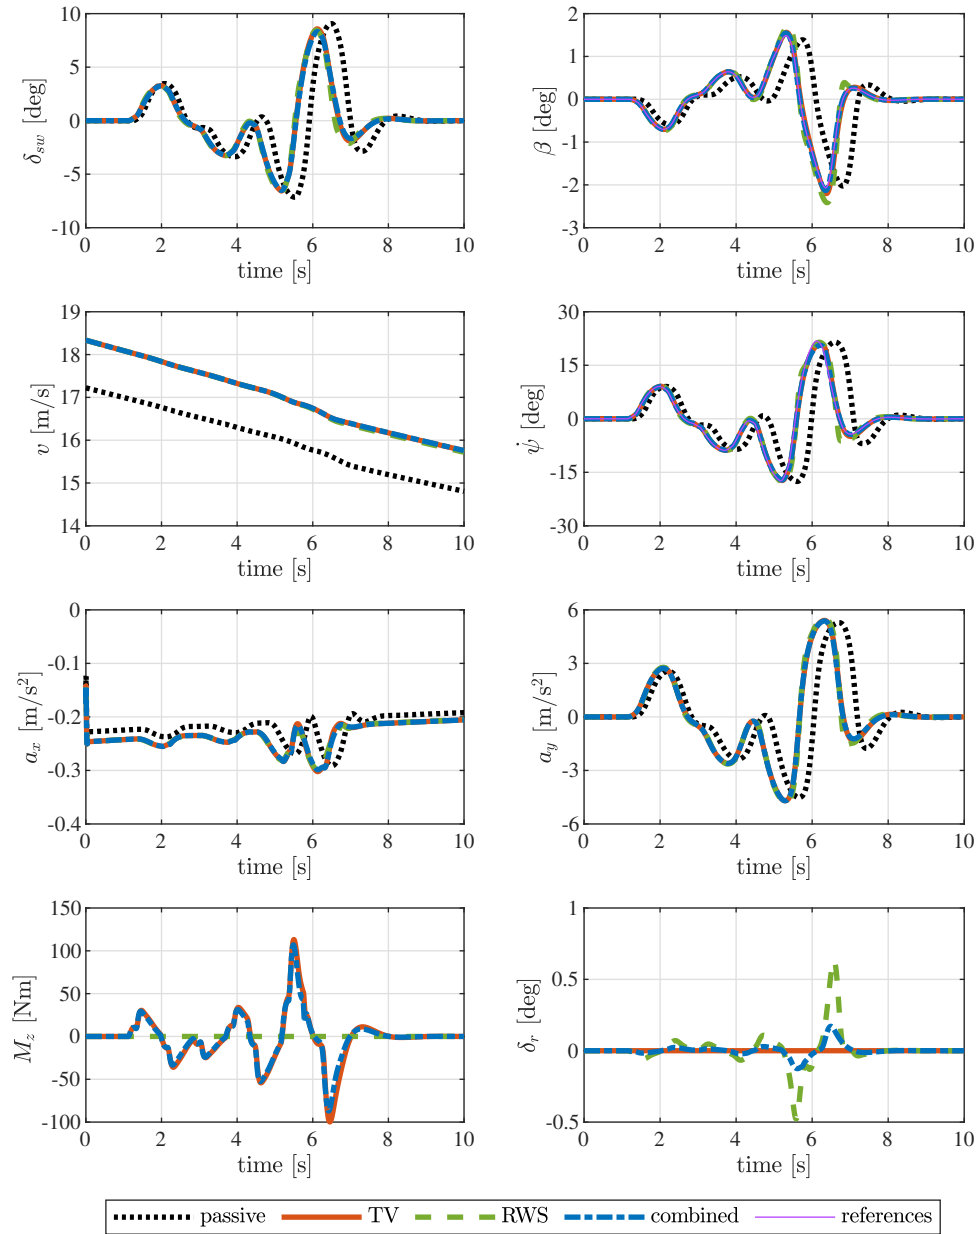 10
5
0
-5
-10
δsw [deg]
0 2 4 6 8 10
time [s]
2
1
0
-1
-2
-3
β [deg]
0 2 4 6 8 10
time [s]
19
18
17
16
15
14
v [m/s]
0 2 4 6 8 10
time [s]
30
15
0
-15
-30
ψ̇ [deg]
0 2 4 6 8 10
time [s]
0
-0.1
-0.2
-0.3
-0.4
ax [m/s²]
0 2 4 6 8 10
time [s]
6
3
0
-3
-6
ay [m/s²]
0 2 4 6 8 10
time [s]
150
100
50
0
-50
-100
Mz [Nm]
0 2 4 6 8 10
time [s]
1
0.5
0
-0.5
δr [deg]
0 2 4 6 8 10
time [s]
passive TV RWS combined references